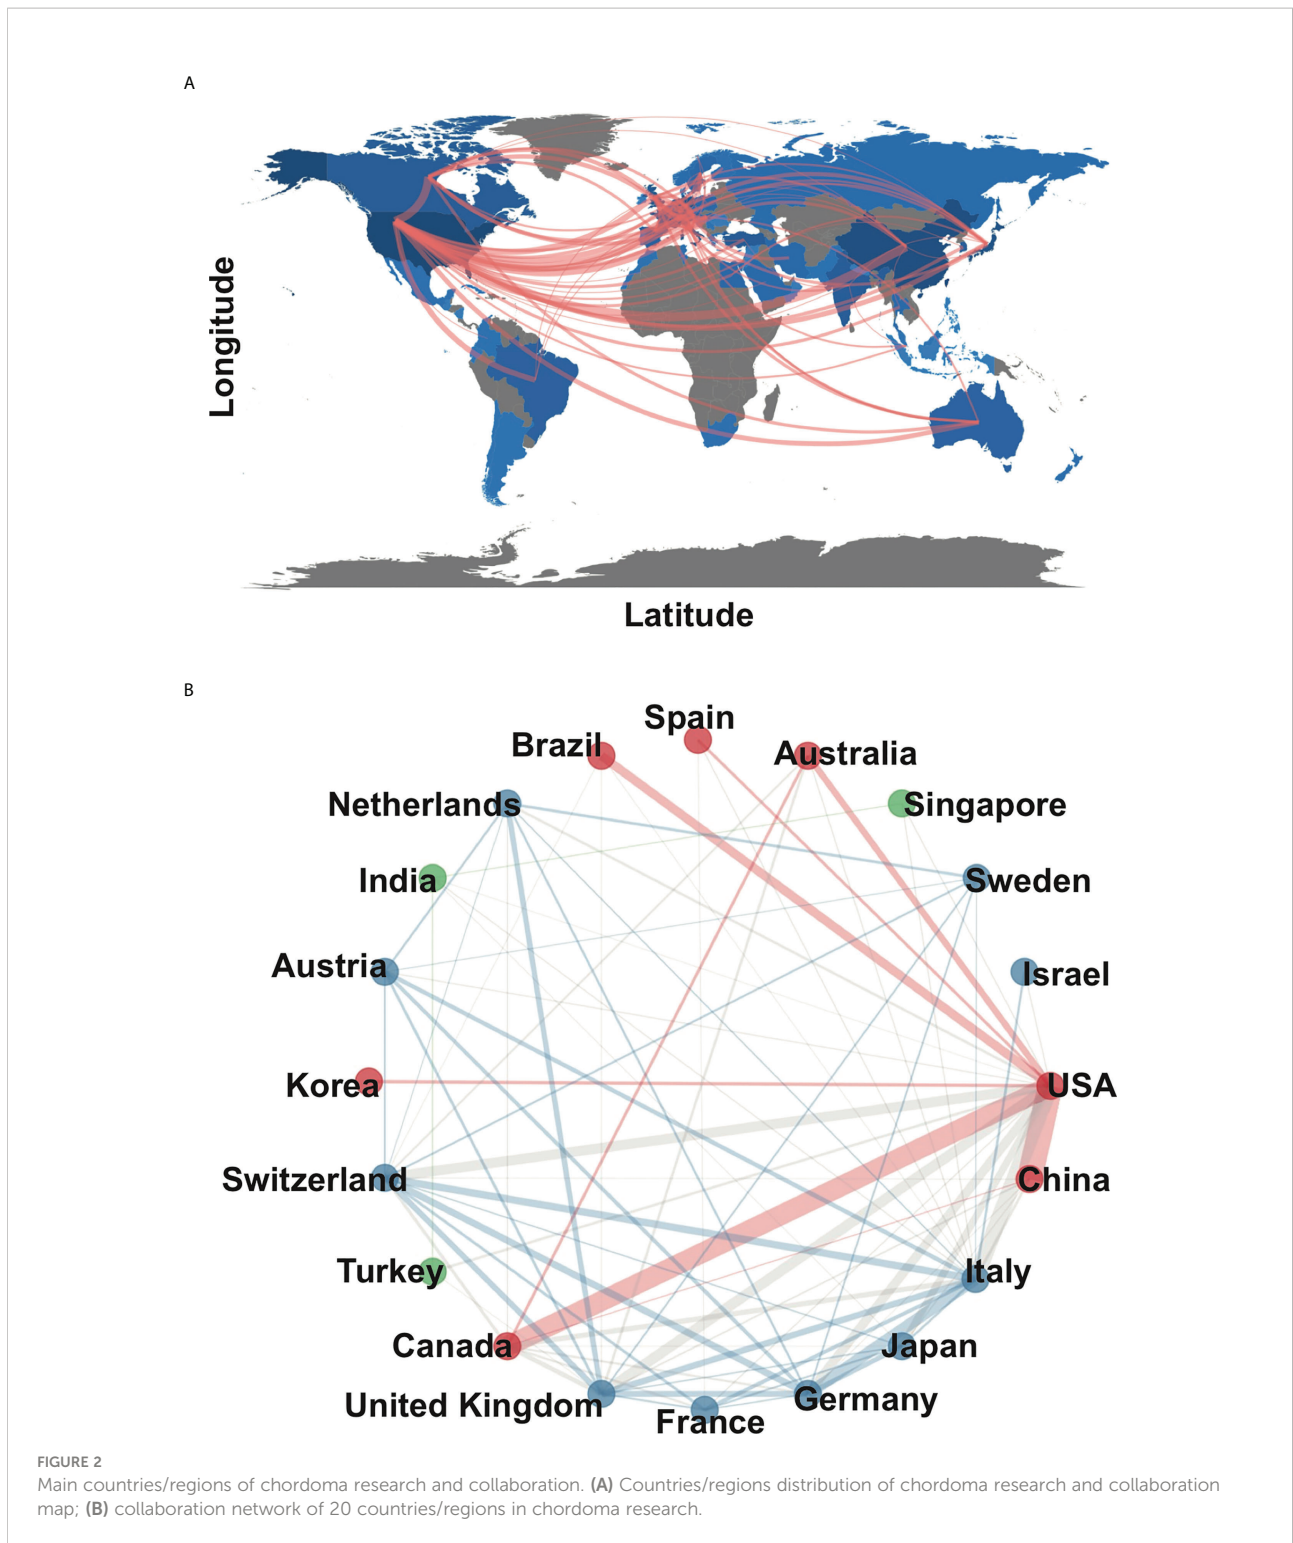 A
Longitude
Latitude
B
Spain
Brazil
Australia
Netherlands
Singapore
India
Sweden
Austria
Israel
Korea
USA
Switzerland
China
Turkey
Italy
Canada
Japan
United Kingdom
Germany
France
FIGURE 2
Main countries/regions of chordoma research and collaboration. (A) Countries/regions distribution of chordoma research and collaboration
map; (B) collaboration network of 20 countries/regions in chordoma research.